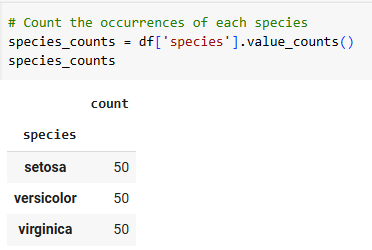 # Count the occurrences of each species
species_counts = df['species'].value_counts()
species_counts
count
species
setosa 50
versicolor 50
virginica 50